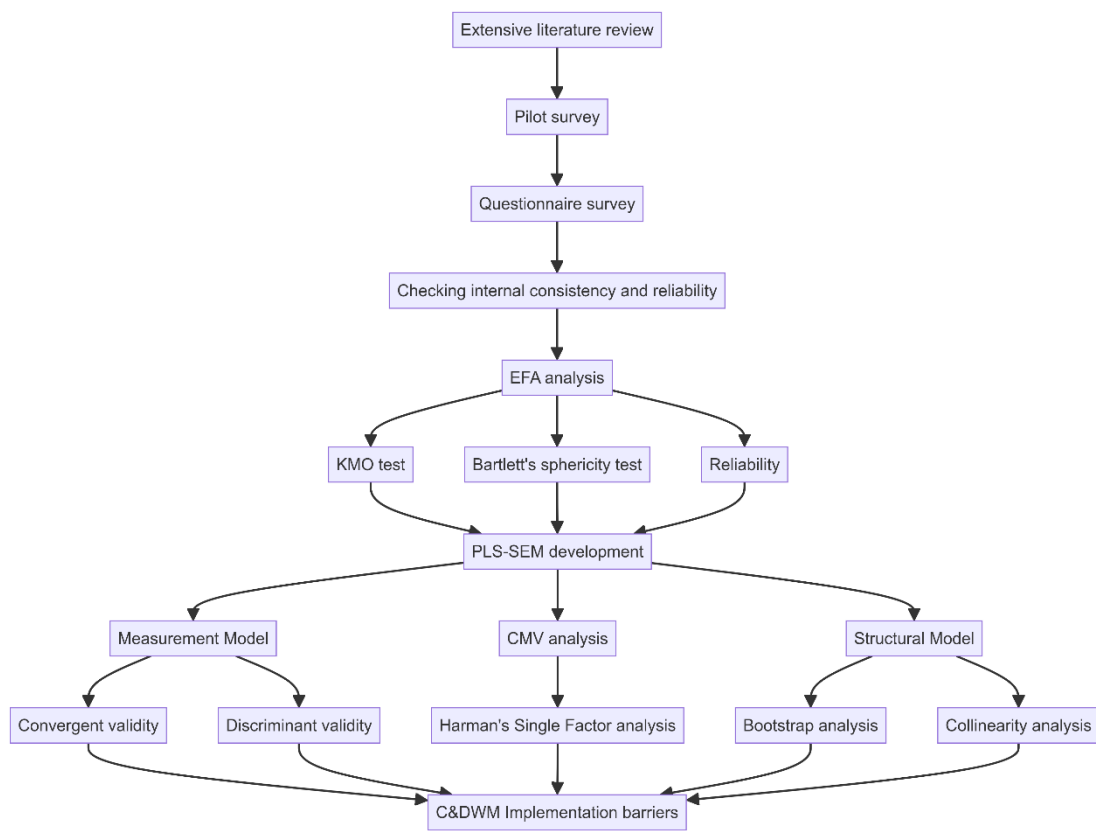 Extensive literature review
Pilot survey
Questionnaire survey
Checking internal consistency and reliability
EFA analysis
KMO test
Bartlett's sphericity test
Reliability
PLS-SEM development
Measurement Model
CMV analysis
Structural Model
Convergent validity
Discriminant validity
Harman's Single Factor analysis
Bootstrap analysis
Collinearity analysis
C&DWM Implementation barriers